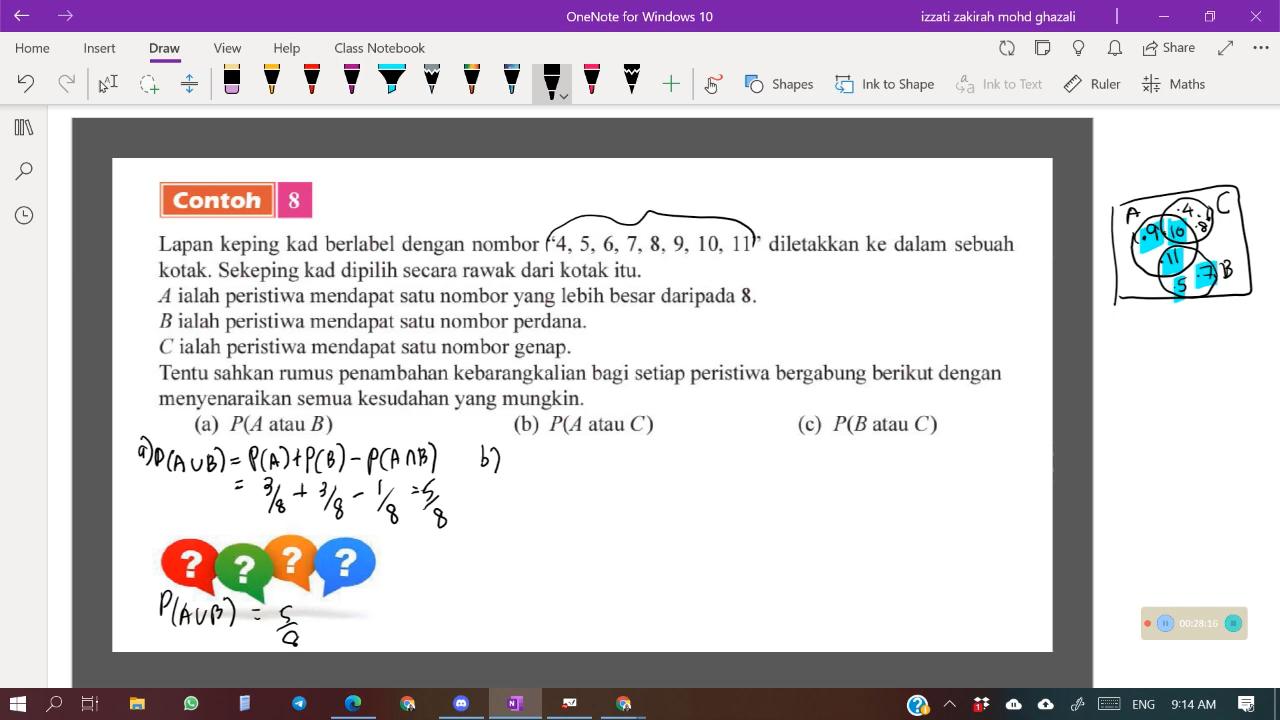 OneNote for Windows 10
izzati zakirah mohd ghazali
Home Insert Draw View Help Class Notebook Share
Shapes Ink to Shape Ink to Text Ruler Maths
Contoh 8
Lapan keping kad berlabel dengan nombor “4, 5, 6, 7, 8, 9, 10, 11” diletakkan ke dalam sebuah
kotak. Sekeping kad dipilih secara rawak dari kotak itu.
A ialah peristiwa mendapat satu nombor yang lebih besar daripada 8.
B ialah peristiwa mendapat satu nombor perdana.
C ialah peristiwa mendapat satu nombor genap.
Tentu sahkan rumus penambahan kebarangkalian bagi setiap peristiwa bergabung berikut dengan
menyenaraikan semua kesudahan yang mungkin.
(a) P(A atau B) (b) P(A atau C) (c) P(B atau C)
a) P(A∪B) = P(A)+P(B) - P(A∩B) b)
= 3/8 + 3/8 - 1/8 = 5/8
? ? ? ?
P(A∪B) = 5/
A C
.4 .8
.9 .10
.11
.5 .7 B
00:28:16
ENG 9:14 AM